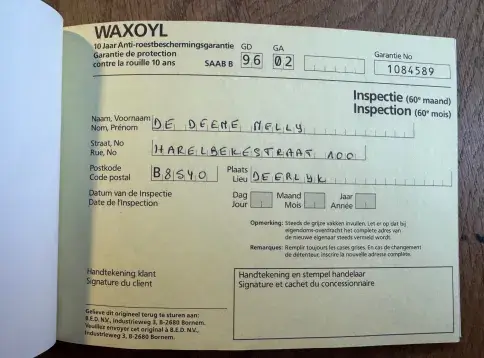 WAXOYL
10 Jaar Anti-roestbeschermingsgarantie GD GA
Garantie de protection
contre la rouille 10 ans SAAB B 96 02
Garantie No
1084589
Inspectie (60e maand)
Inspection (60e mois)
Naam, Voornaam
Nom, Prénom DE DEENE NELLY
Straat, No
Rue, No HARELBEKESTRAAT 100
Postkode Plaats
Code postal B8540 Lieu DEERLYK
Datum van de Inspectie Dag Maand Jaar
Date de l'Inspection Jour Mois Année
Opmerking: Steeds de grijze vakken invullen. Let er op dat bij
eigendoms-overdracht het complete adres van
de nieuwe eigenaar steeds vermeld wordt.
Remarques: Remplir toujours les cases grises. En cas de changement
de détenteur, inscrire la nouvelle adresse complète.
Handtekening klant
Signature du client
Handtekening en stempel handelaar
Signature et cachet du concessionnaire
Gelieve dit origineel terug te sturen aan:
B.E.D. N.V., Industrieweg 3, B-2680 Bornem.
Veuillez envoyer cet original à B.E.D. N.V.,
Industrieweg 3, B-2680 Bornem.